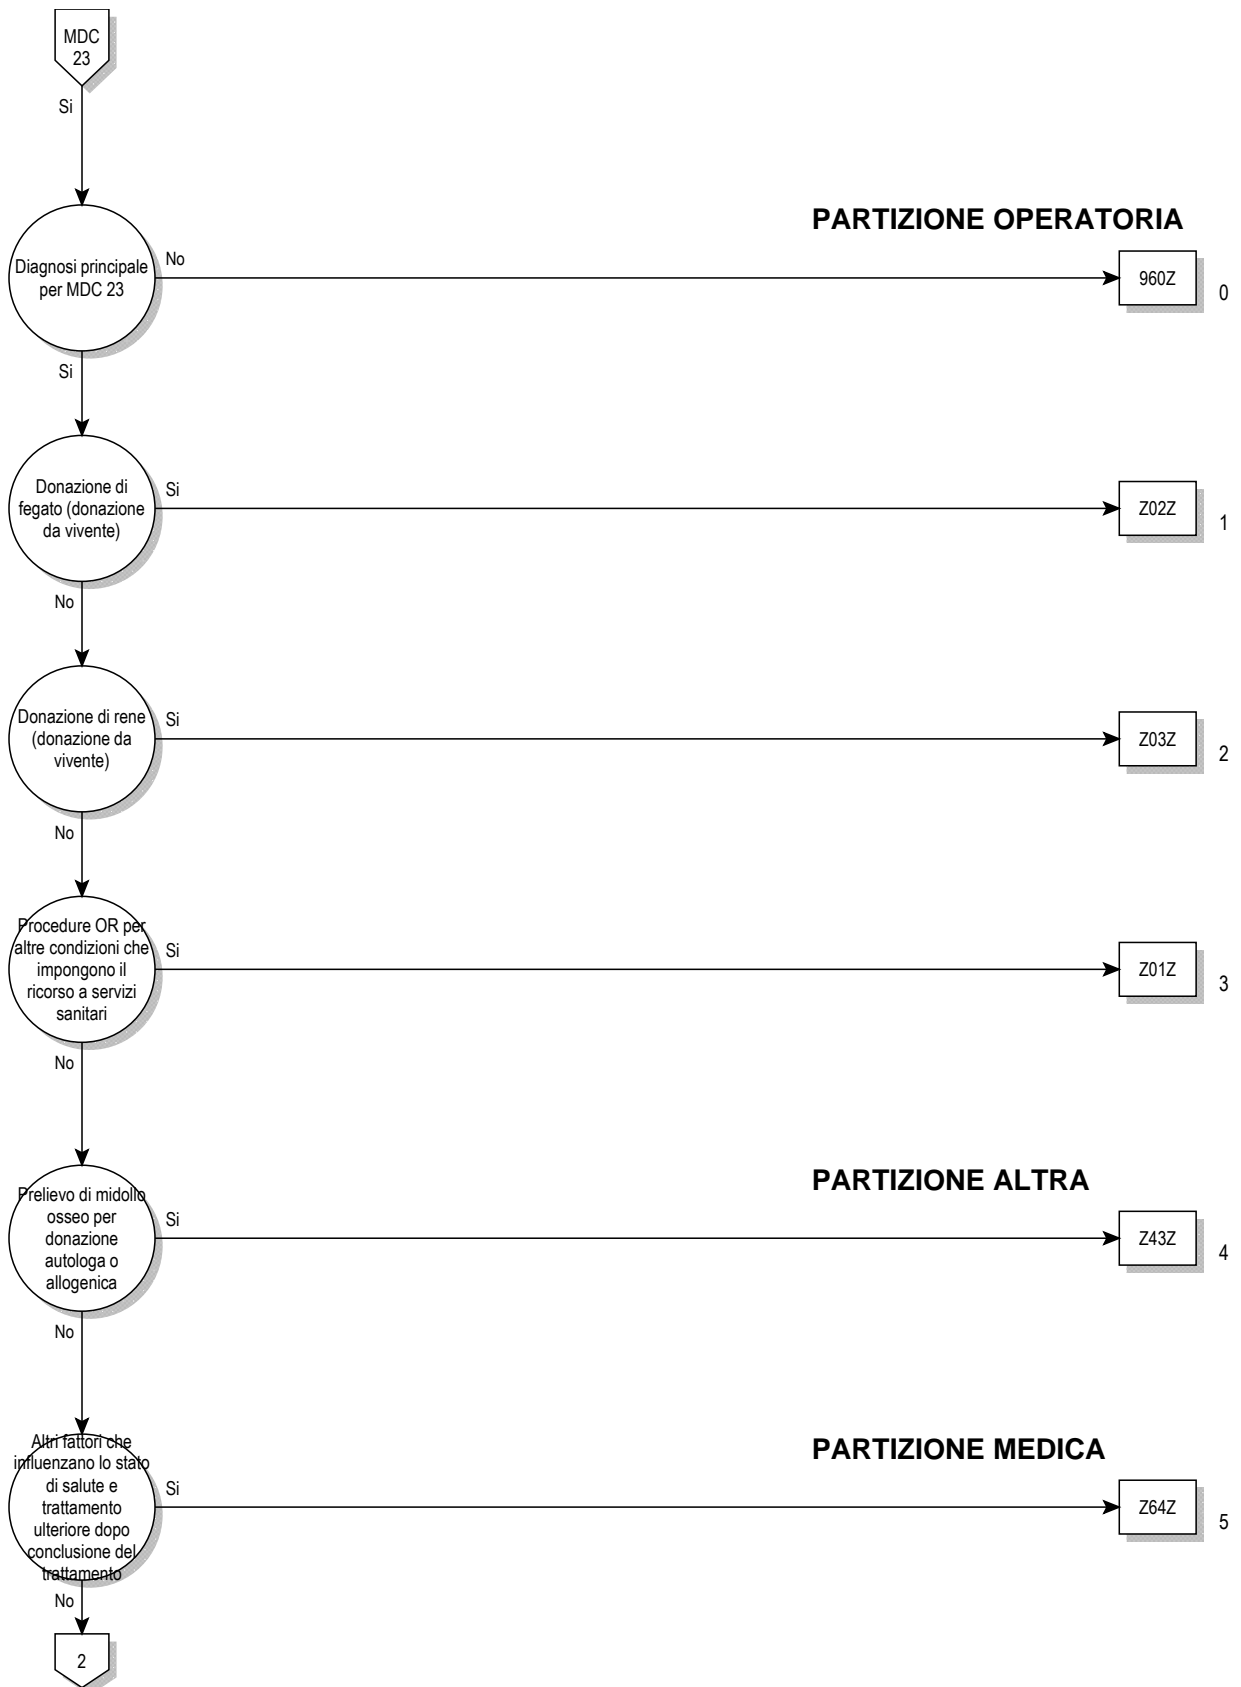 MDC
23
Si
PARTIZIONE OPERATORIA
Diagnosi principale
per MDC 23
No
960Z
0
Si
Donazione di
fegato (donazione
da vivente)
Si
Z02Z
1
No
Donazione di rene
(donazione da
vivente)
Si
Z03Z
2
No
Procedure OR per
altre condizioni che
impongono il
ricorso a servizi
sanitari
Si
Z01Z
3
No
PARTIZIONE ALTRA
Prelievo di midollo
osseo per
donazione
autologa o
allogenica
Si
Z43Z
4
No
PARTIZIONE MEDICA
Altri fattori che
influenzano lo stato
di salute e
trattamento
ulteriore dopo
conclusione del
trattamento
Si
Z64Z
5
No
2